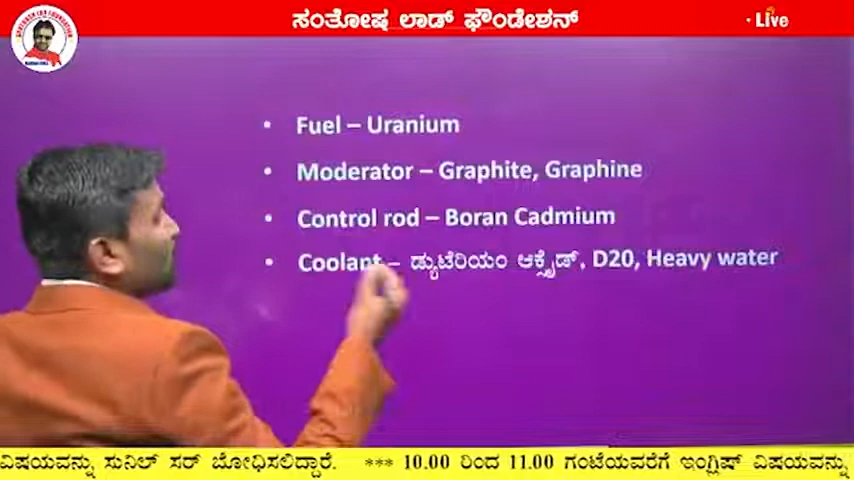 ಸಂತೋಷ ಲಾಡ್ ಫೌಂಡೇಶನ್
Live
• Fuel – Uranium
• Moderator – Graphite, Graphine
• Control rod – Boran Cadmium
• Coolant – ಡ್ಯುಟೆರಿಯಂ ಆಕ್ಸೈಡ್, D20, Heavy water
ವಿಷಯವನ್ನು ಸುನಿಲ್ ಸರ್ ಬೋಧಿಸಲಿದ್ದಾರೆ. *** 10.00 ರಿಂದ 11.00 ಗಂಟೆಯವರೆಗೆ ಇಂಗ್ಲಿಷ್ ವಿಷಯವನ್ನು